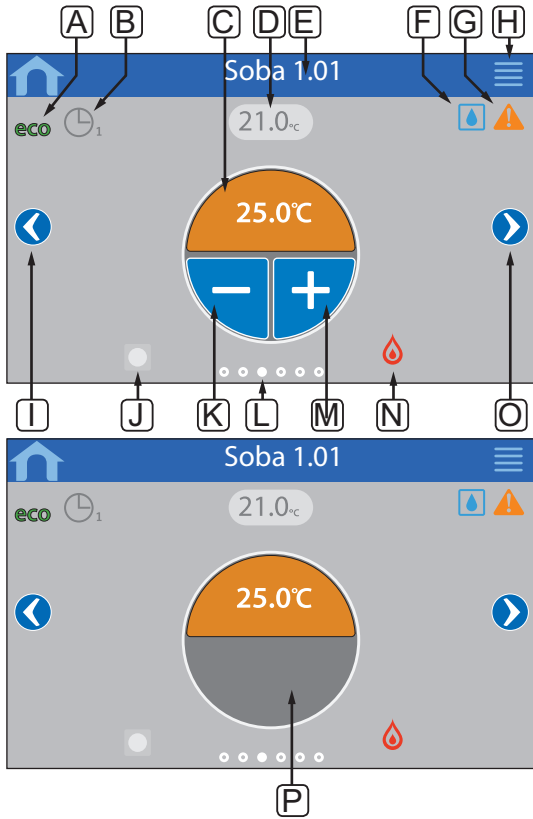 A B C D E F G H
Soba 1.01
eco 1 21.0°C
25.0°C
− +
I J K L M N O
Soba 1.01
eco 1 21.0°C
25.0°C
P